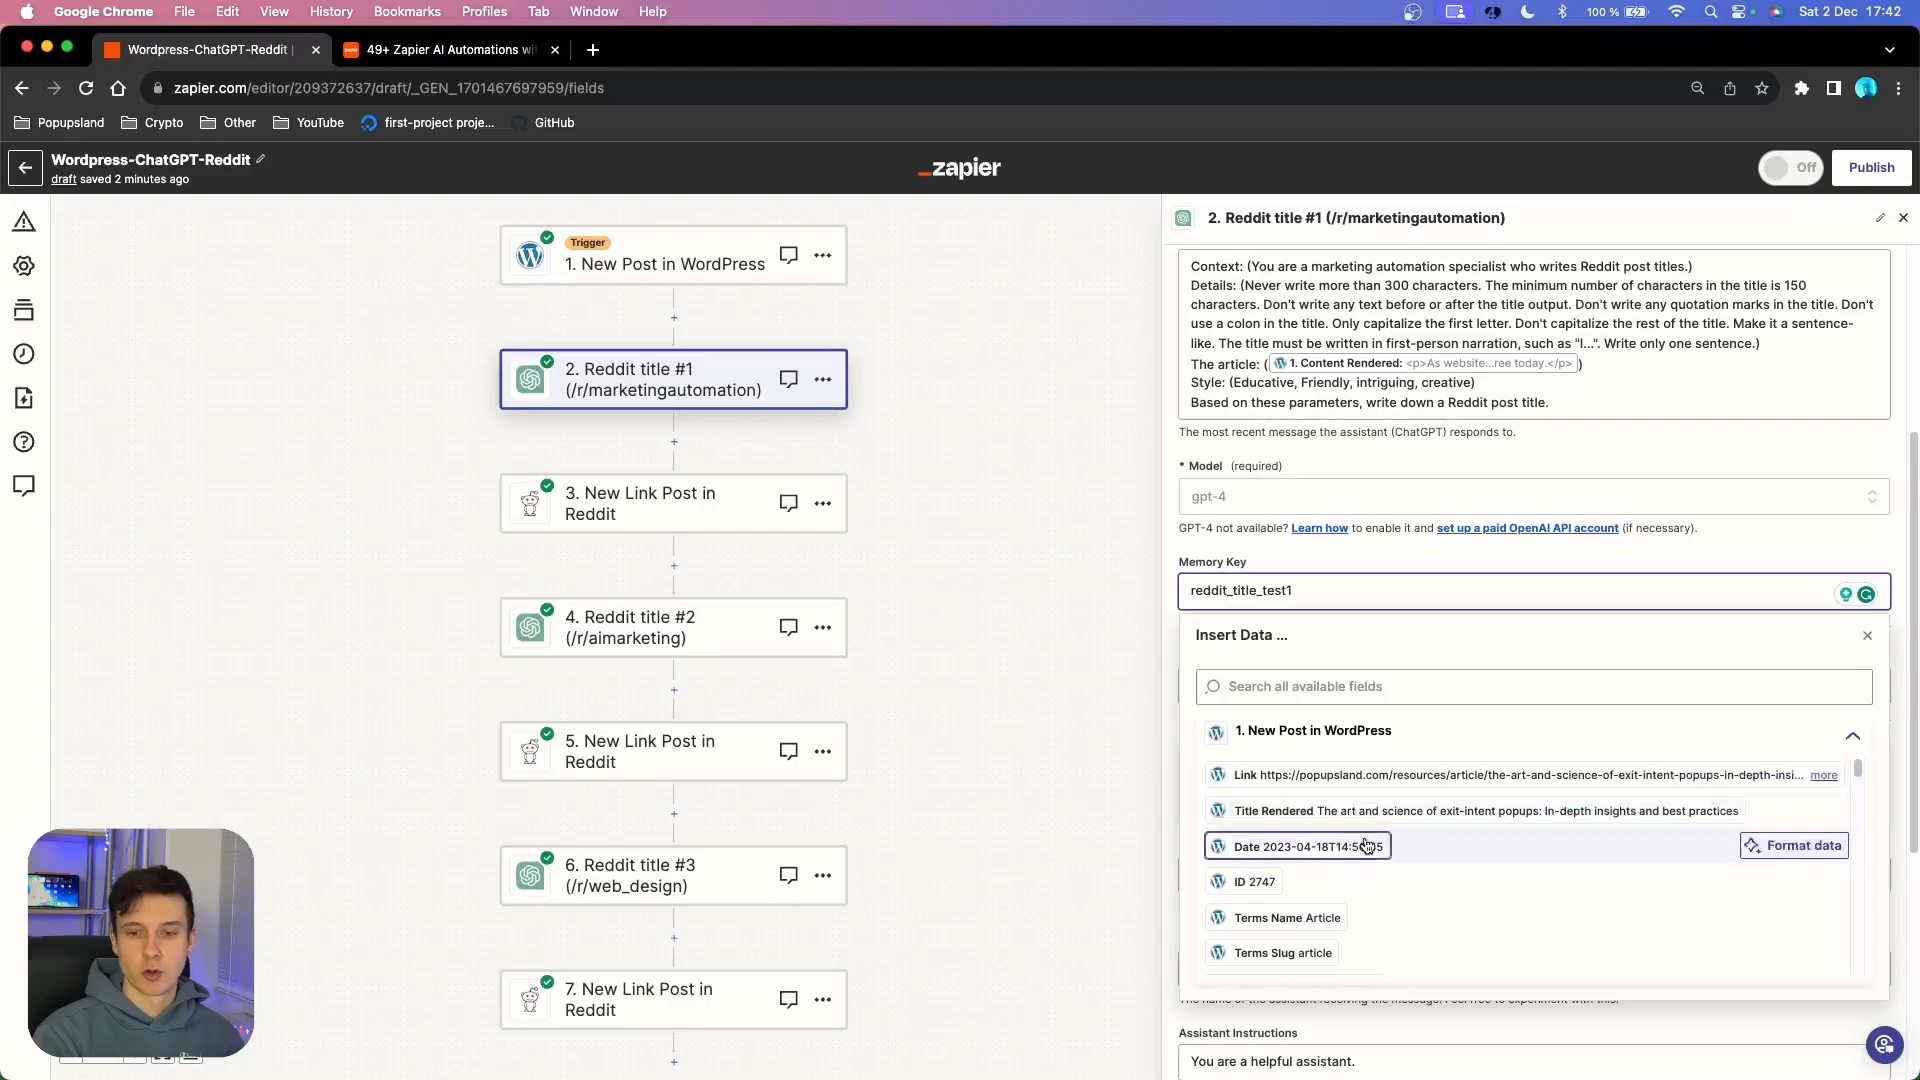 Google Chrome File Edit View History Bookmarks Profiles Tab Window Help 100 % Sat 2 Dec 17:42
Wordpress-ChatGPT-Reddit |
49+ Zapier AI Automations wi
zapier.com/editor/209372637/draft/_GEN_1701467697959/fields
Popupsland Crypto Other YouTube first-project proje... GitHub
Wordpress-ChatGPT-Reddit
draft saved 2 minutes ago
_zapier
Off
Publish
Trigger
1. New Post in WordPress
2. Reddit title #1
(/r/marketingautomation)
3. New Link Post in
Reddit
4. Reddit title #2
(/r/aimarketing)
5. New Link Post in
Reddit
6. Reddit title #3
(/r/web_design)
7. New Link Post in
Reddit
2. Reddit title #1 (/r/marketingautomation)
Context: (You are a marketing automation specialist who writes Reddit post titles.)
Details: (Never write more than 300 characters. The minimum number of characters in the title is 150
characters. Don't write any text before or after the title output. Don't write any quotation marks in the title. Don't
use a colon in the title. Only capitalize the first letter. Don't capitalize the rest of the title. Make it a sentence-
like. The title must be written in first-person narration, such as "I...". Write only one sentence.)
The article: ( 1. Content Rendered: <p>As website...ree today.</p> )
Style: (Educative, Friendly, intriguing, creative)
Based on these parameters, write down a Reddit post title.
The most recent message the assistant (ChatGPT) responds to.
* Model (required)
gpt-4
GPT-4 not available? Learn how to enable it and set up a paid OpenAI API account (if necessary).
Memory Key
reddit_title_test1
Insert Data ...
Search all available fields
1. New Post in WordPress
Link https://popupsland.com/resources/article/the-art-and-science-of-exit-intent-popups-in-depth-insi... more
Title Rendered The art and science of exit-intent popups: In-depth insights and best practices
Date
Format data
ID 2747
Terms Name Article
Terms Slug article
Assistant Instructions
You are a helpful assistant.